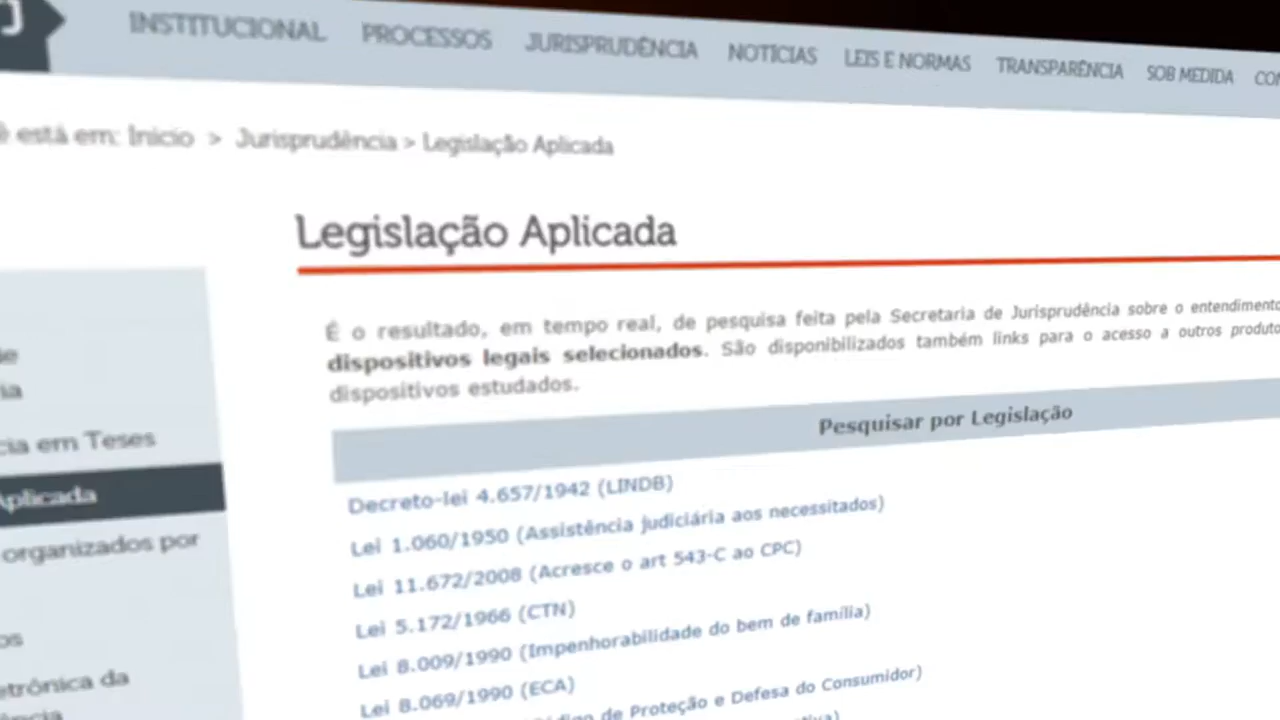 J
INSTITUCIONAL PROCESSOS JURISPRUDÊNCIA NOTÍCIAS LEIS E NORMAS TRANSPARÊNCIA SOB MEDIDA
está em: Início > Jurisprudência > Legislação Aplicada
Legislação Aplicada
É o resultado, em tempo real, de pesquisa feita pela Secretaria de Jurisprudência sobre o entendimento
dispositivos legais selecionados. São disponibilizados também links para o acesso a outros
dispositivos estudados.
em Teses
Aplicada
organizados por
da
Pesquisar por Legislação
Decreto-lei 4.657/1942 (LINDB)
Lei 1.060/1950 (Assistência judiciária aos necessitados)
Lei 11.672/2008 (Acresce o art 543-C ao CPC)
Lei 5.172/1966 (CTN)
Lei 8.009/1990 (Impenhorabilidade do bem de família)
Lei 8.069/1990 (ECA)
de Proteção e Defesa do Consumidor)